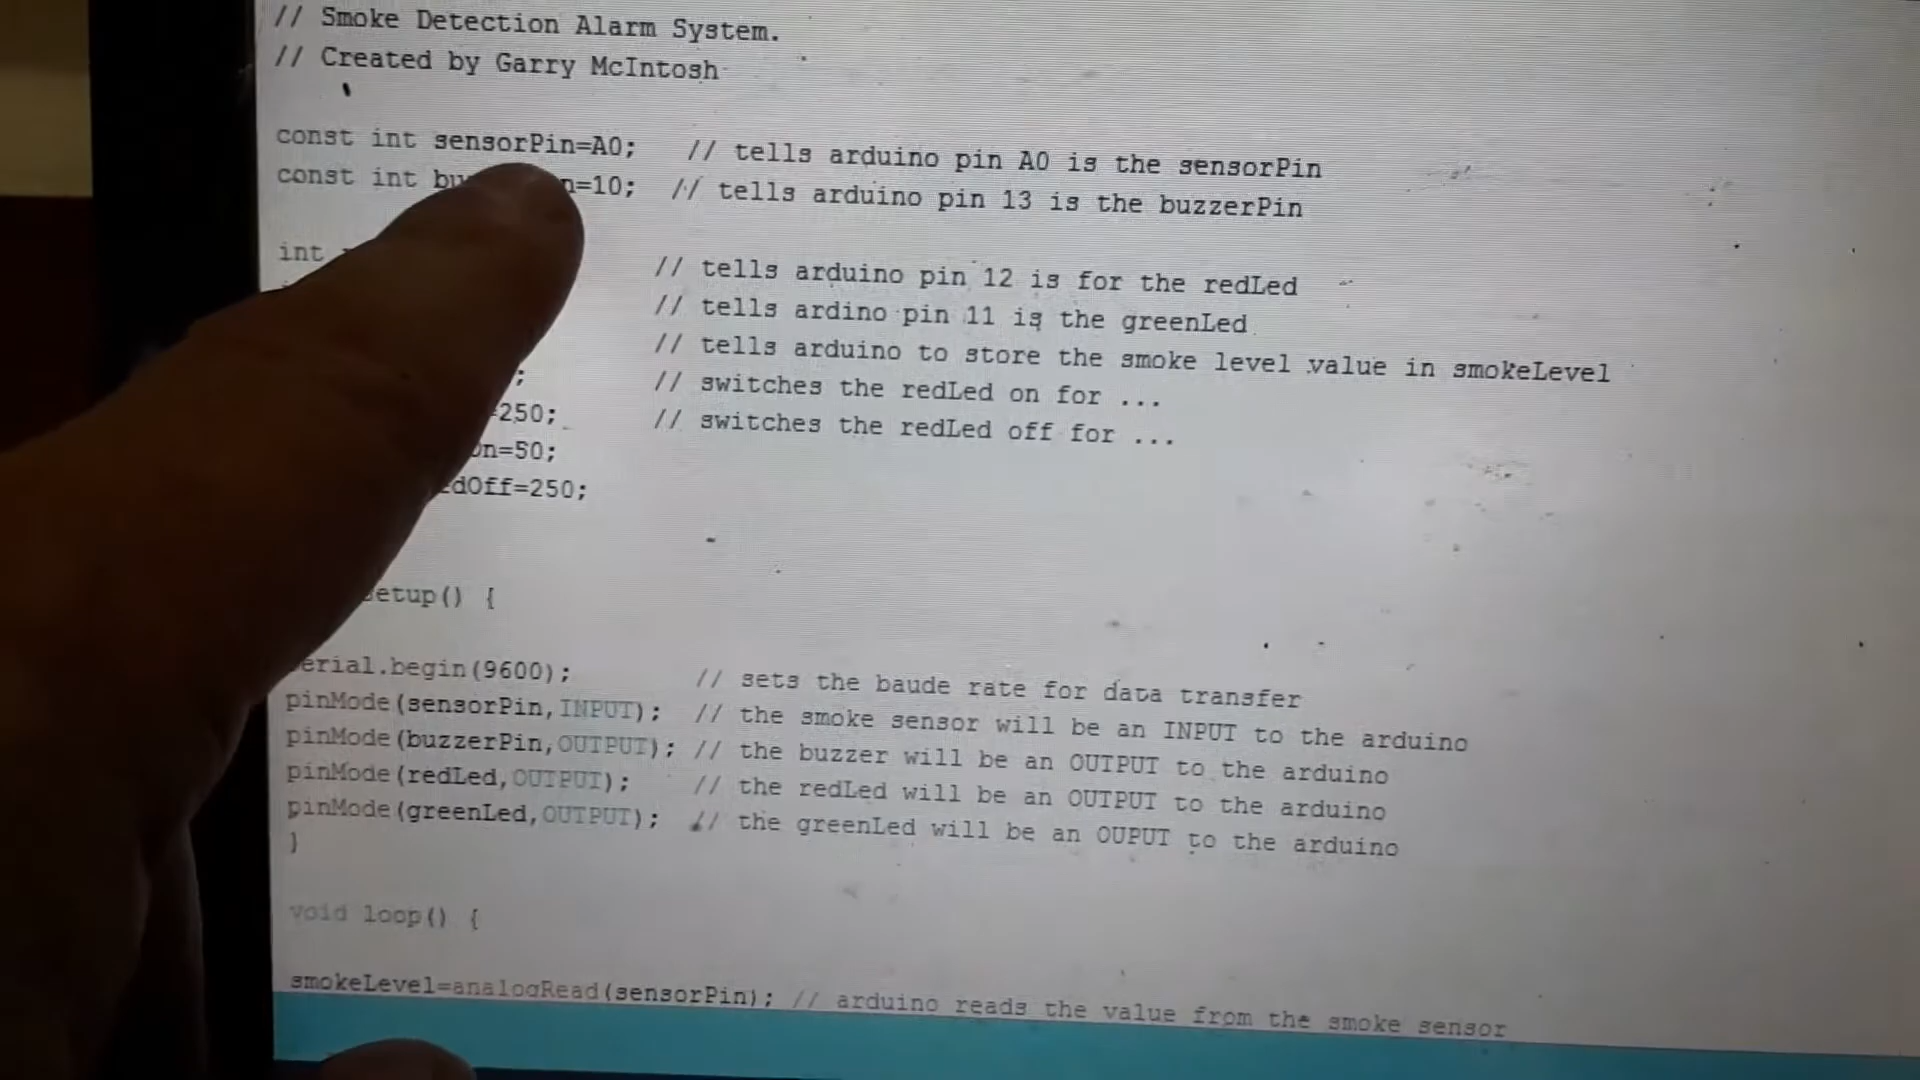 // Smoke Detection Alarm System.
// Created by Garry McIntosh
const int sensorPin=A0; // tells arduino pin A0 is the sensorPin
const int =10; // tells arduino pin 13 is the buzzerPin
int // tells arduino pin 12 is for the redLed
// tells ardino pin 11 is the greenLed
// tells arduino to store the smoke level value in smokeLevel
; // switches the redLed on for ...
=250; // switches the redLed off for ...
=50;
dOff=250;
setup() {
erial.begin(9600); // sets the baude rate for data transfer
pinMode(sensorPin,INPUT); // the smoke sensor will be an INPUT to the arduino
pinMode(buzzerPin,OUTPUT); // the buzzer will be an OUTPUT to the arduino
pinMode(redLed,OUTPUT); // the redLed will be an OUTPUT to the arduino
pinMode(greenLed,OUTPUT); // the greenLed will be an OUPUT to the arduino
}
void loop() {
smokeLevel=analogRead(sensorPin); // arduino reads the value from the smoke sensor